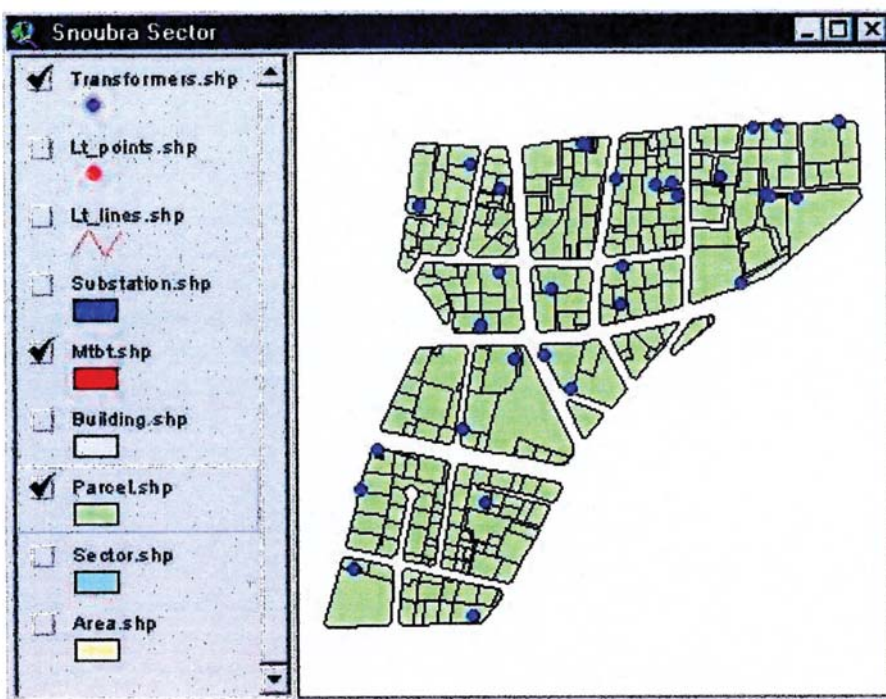 Snoubra Sector
Transformers.shp
Lt_points.shp
Lt_lines.shp
Substation.shp
Mtbt.shp
Building.shp
Parcel.shp
Sector.shp
Area.shp